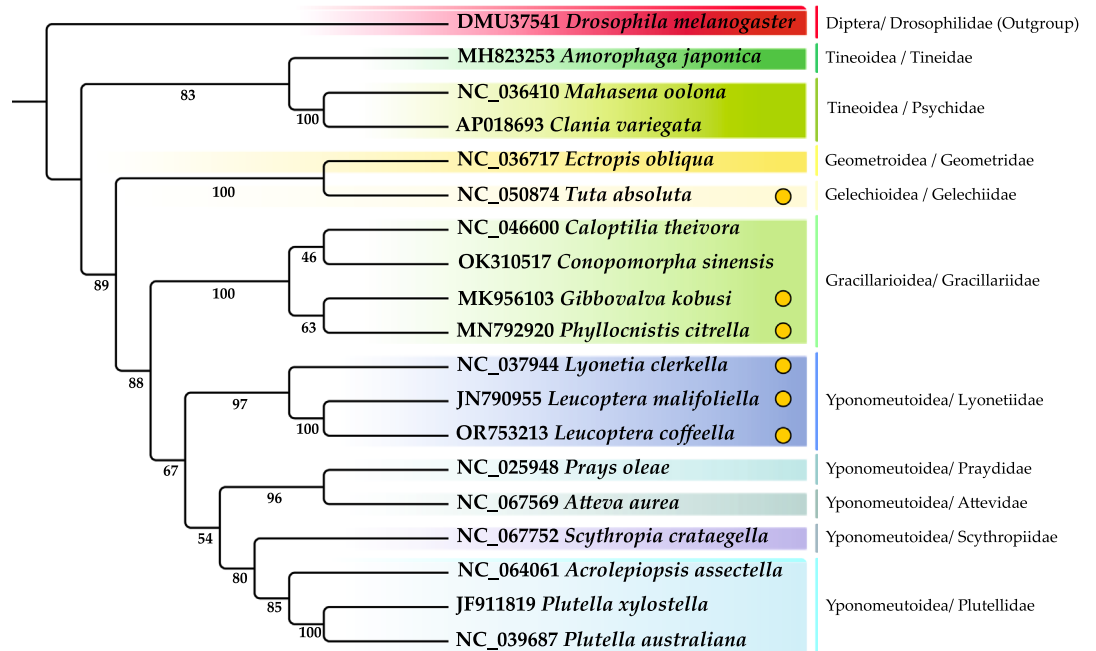 DMU37541 Drosophila melanogaster Diptera/ Drosophilidae (Outgroup)
MH823253 Amorophaga japonica Tineoidea / Tineidae
83
NC_036410 Mahasena oolona
Tineoidea / Psychidae
100
AP018693 Clania variegata
NC_036717 Ectropis obliqua Geometroidea / Geometridae
100
NC_050874 Tuta absoluta Gelechioidea / Gelechiidae
NC_046600 Caloptilia theivora
46
OK310517 Conopomorpha sinensis
89
100
Gracillarioidea/ Gracillariidae
MK956103 Gibbovalva kobusi
63
MN792920 Phyllocnistis citrella
NC_037944 Lyonetia clerkella
88
97
JN790955 Leucoptera malifoliella Yponomeutoidea/ Lyonetiidae
100
OR753213 Leucoptera coffeella
67
NC_025948 Prays oleae Yponomeutoidea/ Praydidae
96
NC_067569 Atteva aurea Yponomeutoidea/ Attevidae
54
NC_067752 Scythropia crataegella Yponomeutoidea/ Scythropiidae
80
NC_064061 Acrolepiopsis assectella
85
JF911819 Plutella xylostella Yponomeutoidea/ Plutellidae
100
NC_039687 Plutella australiana